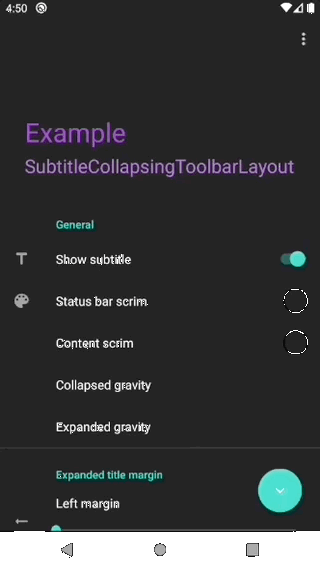 4:50
Example
SubtitleCollapsingToolbarLayout
General
Show subtitle
Status bar scrim
Content scrim
Collapsed gravity
Expanded gravity
Expanded title margin
Left margin